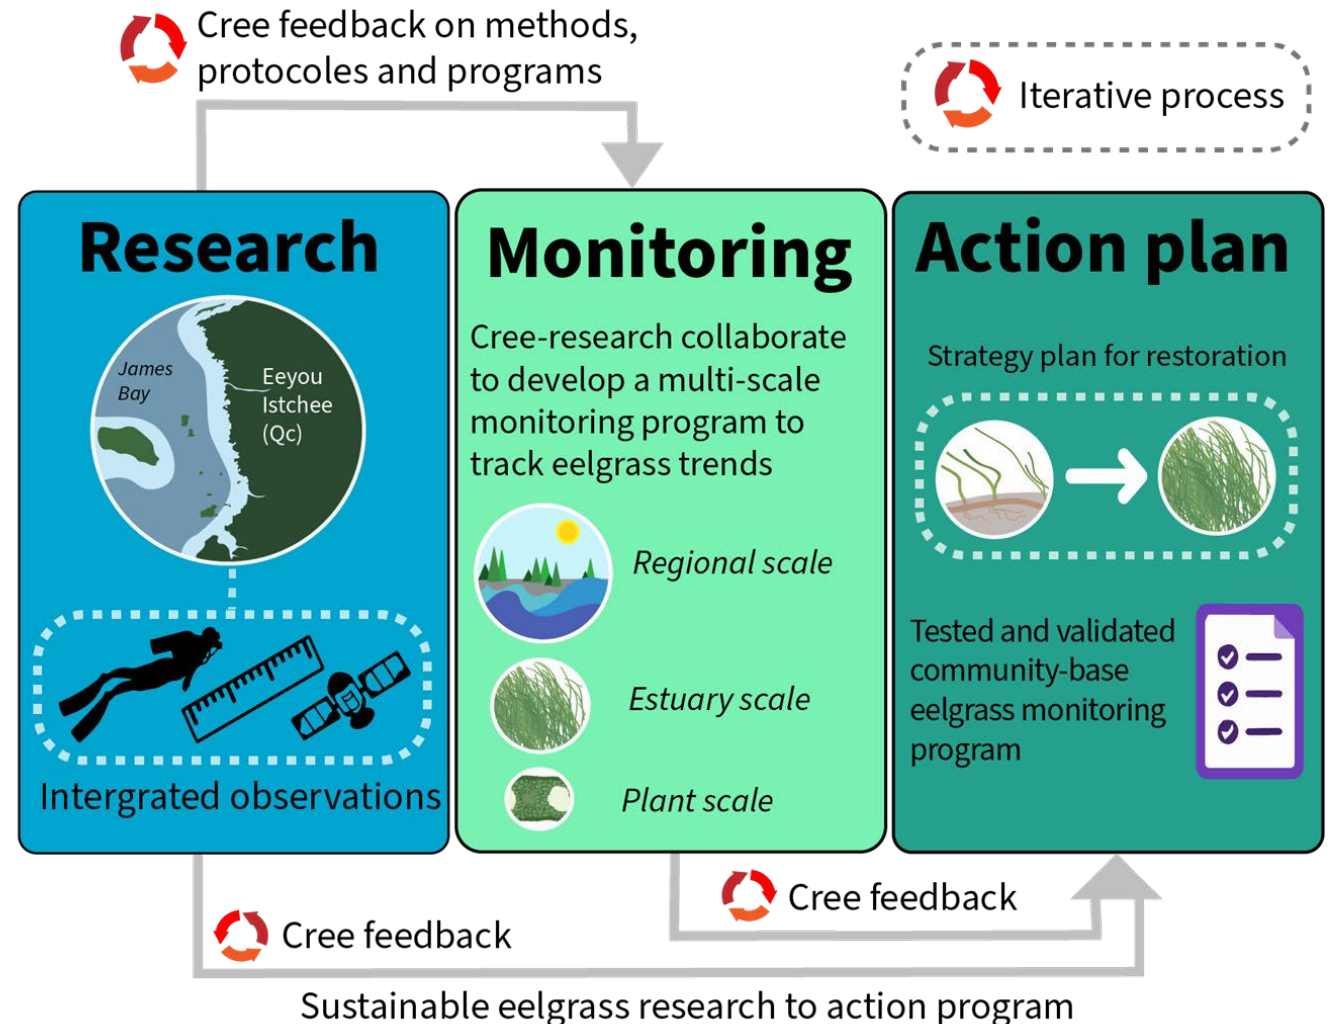 Cree feedback on methods,
protocoles and programs
Iterative process
Research
James
Bay
Eeyou
Istchee
(Qc)
Intergrated observations
Monitoring
Cree-research collaborate
to develop a multi-scale
monitoring program to
track eelgrass trends
Regional scale
Estuary scale
Plant scale
Action plan
Strategy plan for restoration
Tested and validated
community-base
eelgrass monitoring
program
Cree feedback
Cree feedback
Sustainable eelgrass research to action program